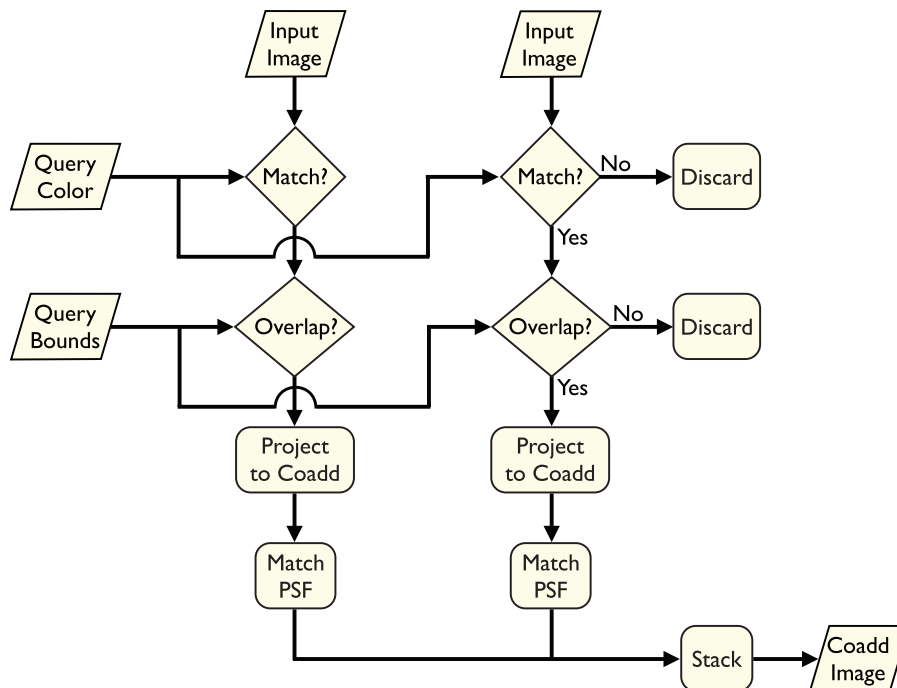 Input
Image
Input
Image
Query
Color
Match?
Match?
No
Discard
Yes
Query
Bounds
Overlap?
Overlap?
No
Discard
Yes
Project
to Coadd
Project
to Coadd
Match
PSF
Match
PSF
Stack
Coadd
Image